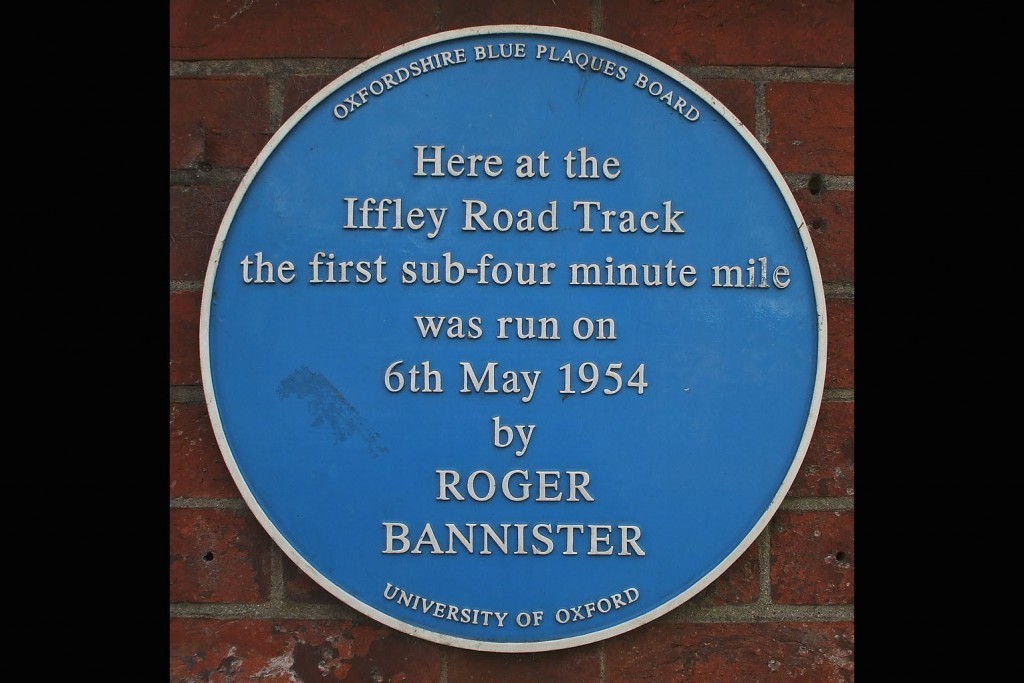 OXFORDSHIRE BLUE PLAQUES BOARD
Here at the
Iffley Road Track
the first sub-four minute mile
was run on
6th May 1954
by
ROGER
BANNISTER
UNIVERSITY OF OXFORD